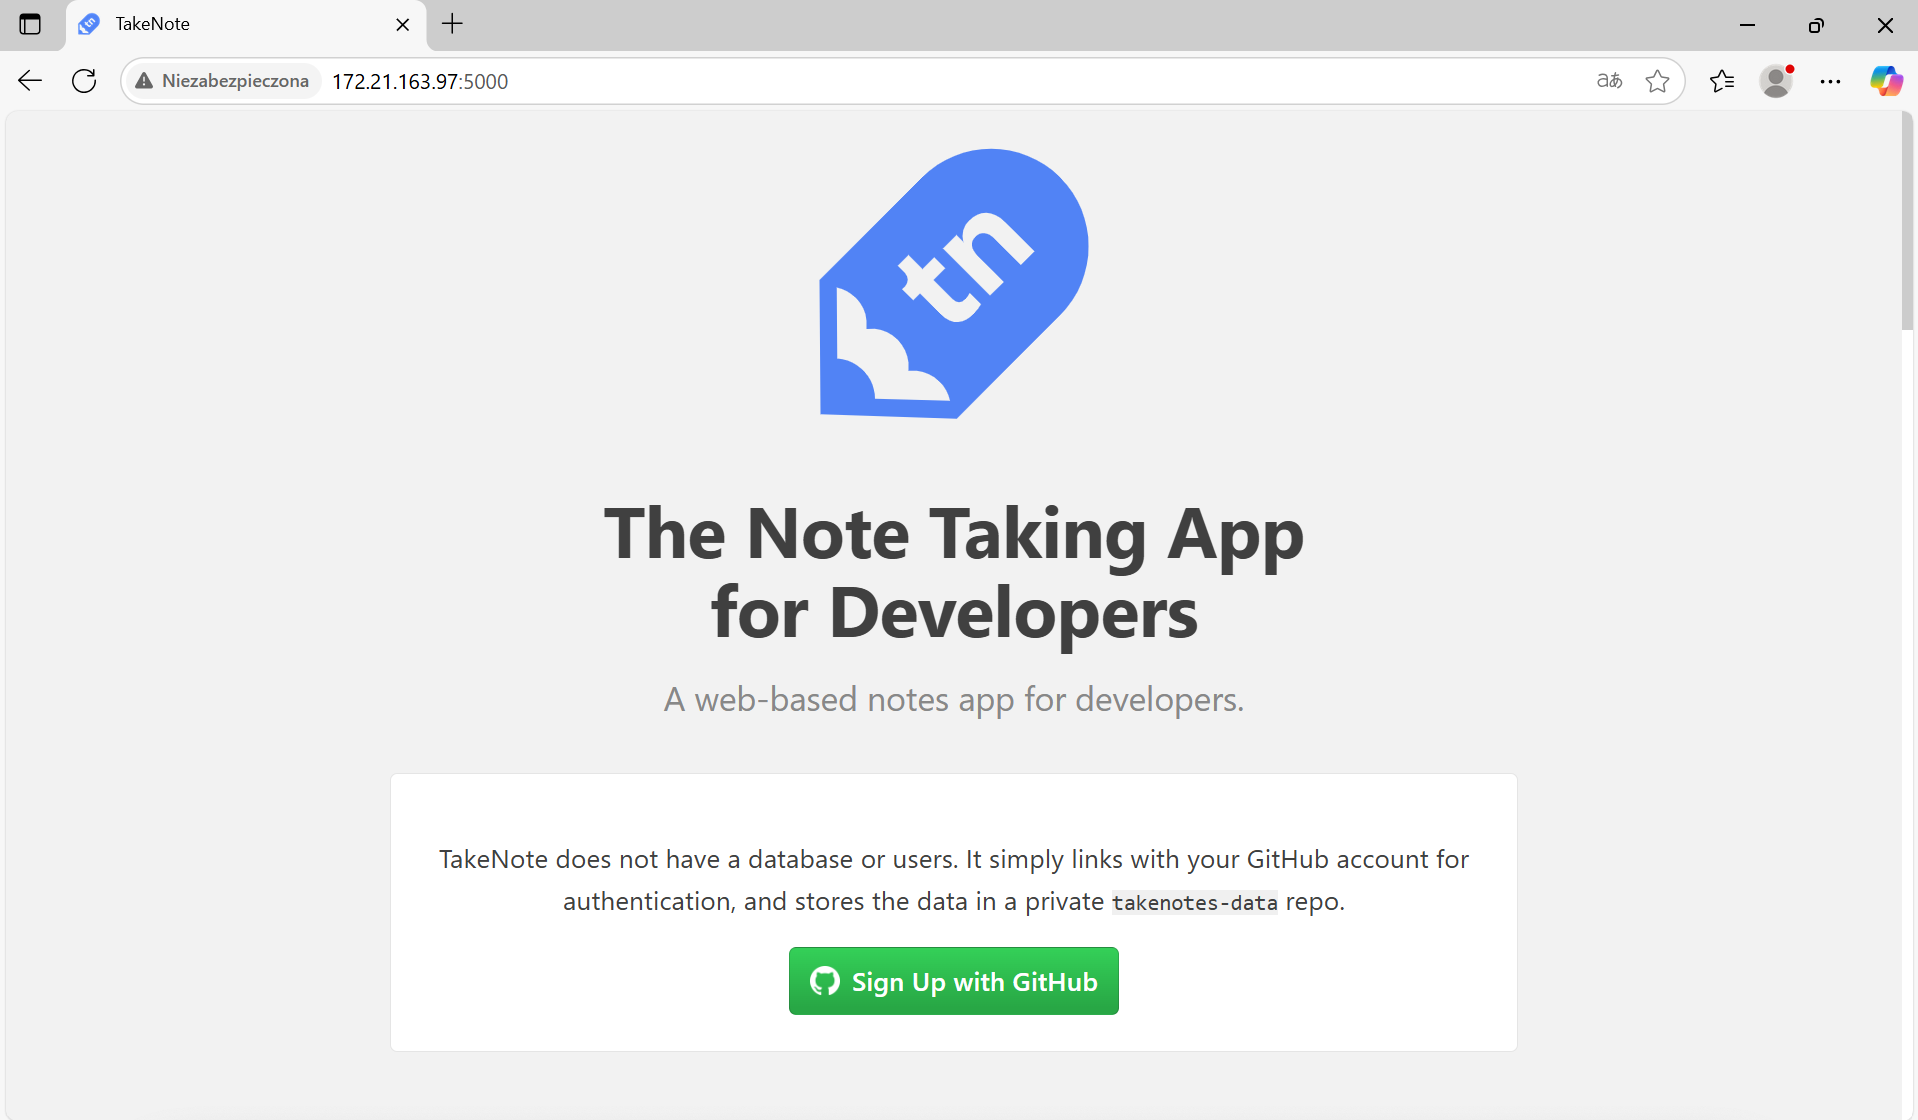 TakeNote
Niezabezpieczona 172.21.163.97:5000 aあ
tn
The Note Taking App
for Developers
A web-based notes app for developers.
TakeNote does not have a database or users. It simply links with your GitHub account for
authentication, and stores the data in a private takenotes-data repo.
Sign Up with GitHub